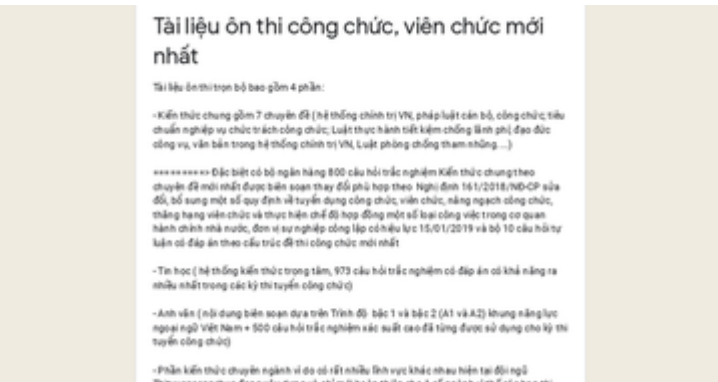 Tài liệu ôn thi công chức, viên chức mới
nhất
Tài liệu ôn thi trọn bộ bao gồm 4 phần:
- Kiến thức chung gồm 7 chuyên đề ( hệ thống chính trị VN, pháp luật cán bộ, công chức; tiêu
chuẩn nghiệp vụ chức trách công chức; Luật thực hành tiết kiệm chống lãnh phí; đạo đức
công vụ, văn bản trong hệ thống chính trị VN, Luật phòng chống tham nhũng....)
========>> Đặc biệt có bộ ngân hàng 800 câu hỏi trắc nghiệm Kiến thức chung theo
chuyên đề mới nhất được biên soạn thay đổi phù hợp theo Nghị định 161/2018/NĐ-CP sửa
đổi, bổ sung một số quy định về tuyển dụng công chức, viên chức, nâng ngạch công chức,
thăng hạng viên chức và thực hiện chế độ hợp đồng một số loại công việc trong cơ quan
hành chính nhà nước, đơn vị sự nghiệp công lập có hiệu lực 15/01/2019 và bộ 10 câu hỏi tự
luận có đáp án theo cấu trúc đề thi công chức mới nhất
- Tin học ( hệ thống kiến thức trọng tâm, 973 câu hỏi trắc nghiệm có đáp án có khả năng ra
nhiều nhất trong các kỳ thi tuyển công chức)
- Anh văn ( nội dung biên soạn dựa trên Trình độ bậc 1 và bậc 2 (A1 và A2) khung năng lực
ngoại ngữ Việt Nam + 500 câu hỏi trắc nghiệm xác suất cao đã từng được sử dụng cho kỳ thi
tuyển công chức)
- Phần kiến thức chuyên ngành vì do có rất nhiều lĩnh vực khác nhau hiện tại đội ngũ